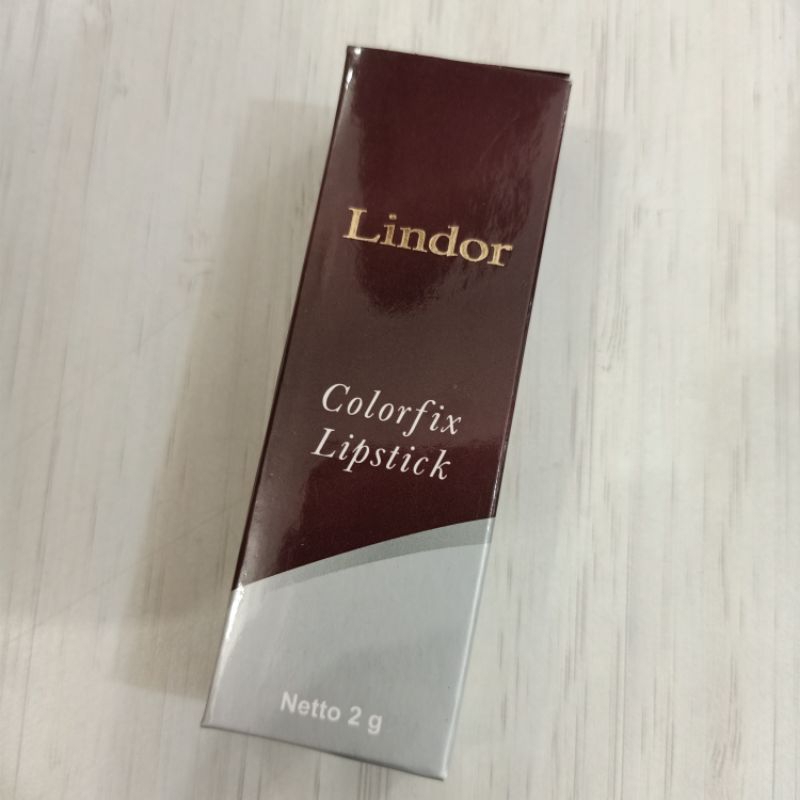 Lindor
Colorfix
Lipstick
Netto 2 g